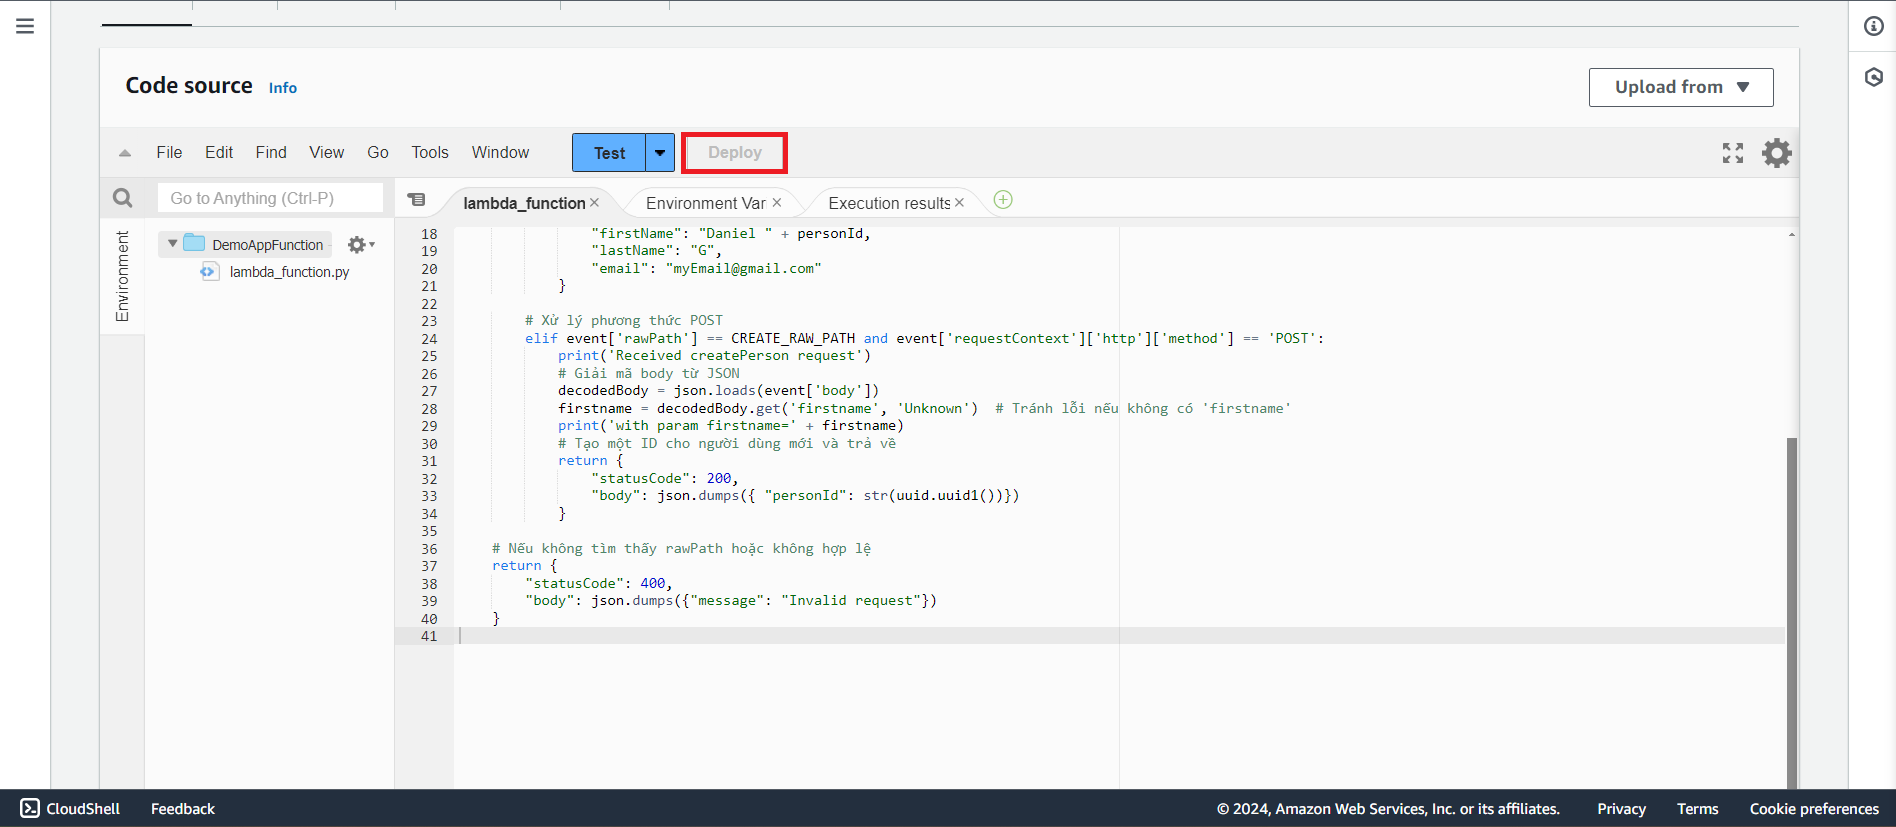 Code source Info
Upload from
File Edit Find View Go Tools Window Test Deploy
Go to Anything (Ctrl-P)
lambda_function Environment Var Execution results
Environment
DemoAppFunction
lambda_function.py
18 "firstName": "Daniel " + personId,
19 "lastName": "G",
20 "email": "myEmail@gmail.com"
21 }
22
23 # Xử lý phương thức POST
24 elif event['rawPath'] == CREATE_RAW_PATH and event['requestContext']['http']['method'] == 'POST':
25 print('Received createPerson request')
26 # Giải mã body từ JSON
27 decodedBody = json.loads(event['body'])
28 firstname = decodedBody.get('firstname', 'Unknown')  # Tránh lỗi nếu không có 'firstname'
29 print('with param firstname=' + firstname)
30 # Tạo một ID cho người dùng mới và trả về
31 return {
32 "statusCode": 200,
33 "body": json.dumps({ "personId": str(uuid.uuid1())})
34 }
35
36 # Nếu không tìm thấy rawPath hoặc không hợp lệ
37 return {
38 "statusCode": 400,
39 "body": json.dumps({"message": "Invalid request"})
40 }
41
CloudShell Feedback © 2024, Amazon Web Services, Inc. or its affiliates. Privacy Terms Cookie preferences